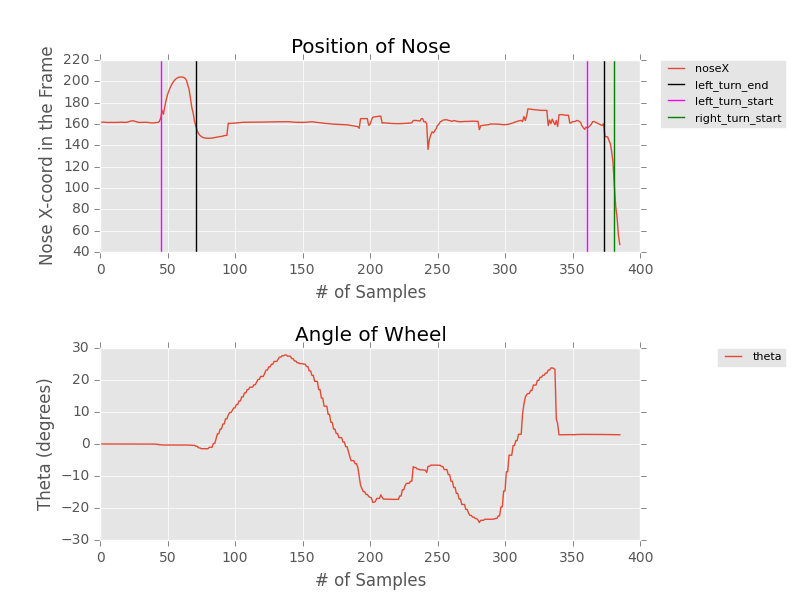 Position of Nose
220
200
180
160
140
120
100
80
60
40
Nose X-coord in the Frame
0 50 100 150 200 250 300 350 400
# of Samples
noseX
left_turn_end
left_turn_start
right_turn_start
Angle of Wheel
30
20
10
0
−10
−20
−30
Theta (degrees)
0 50 100 150 200 250 300 350 400
# of Samples
theta